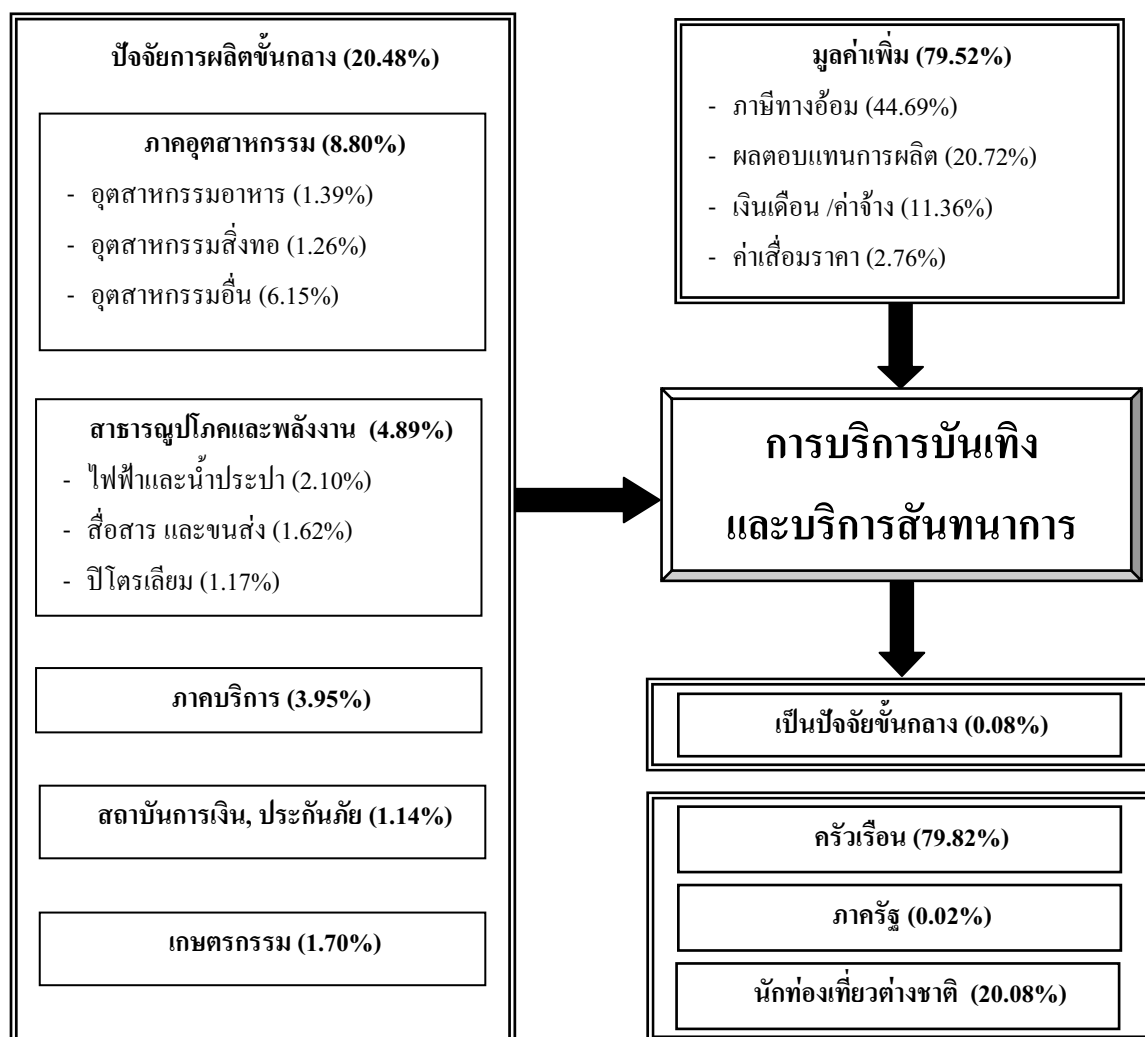 ปัจจัยการผลิตขั้นกลาง (20.48%)
ภาคอุตสาหกรรม (8.80%)
- อุตสาหกรรมอาหาร (1.39%)
- อุตสาหกรรมสิ่งทอ (1.26%)
- อุตสาหกรรมอื่น (6.15%)
สาธารณูปโภคและพลังงาน (4.89%)
- ไฟฟ้าและน้ำประปา (2.10%)
- สื่อสาร และขนส่ง (1.62%)
- ปิโตรเลียม (1.17%)
ภาคบริการ (3.95%)
สถาบันการเงิน, ประกันภัย (1.14%)
เกษตรกรรม (1.70%)
มูลค่าเพิ่ม (79.52%)
- ภาษีทางอ้อม (44.69%)
- ผลตอบแทนการผลิต (20.72%)
- เงินเดือน /ค่าจ้าง (11.36%)
- ค่าเสื่อมราคา (2.76%)
การบริการบันเทิง
และบริการสันทนาการ
เป็นปัจจัยขั้นกลาง (0.08%)
ครัวเรือน (79.82%)
ภาครัฐ (0.02%)
นักท่องเที่ยวต่างชาติ (20.08%)